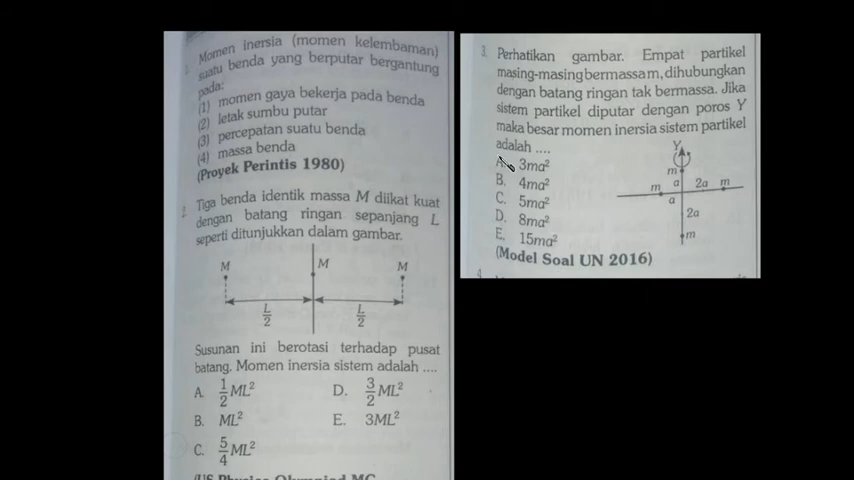 1. Momen inersia (momen kelembaman)
suatu benda yang berputar bergantung
pada:
(1) momen gaya bekerja pada benda
(2) letak sumbu putar
(3) percepatan suatu benda
(4) massa benda
(Proyek Perintis 1980)
2. Tiga benda identik massa M diikat kuat
dengan batang ringan sepanjang L
seperti ditunjukkan dalam gambar.
M M M
L/2 L/2
Susunan ini berotasi terhadap pusat
batang. Momen inersia sistem adalah ....
A. 1/2 ML² D. 3/2 ML²
B. ML² E. 3ML²
C. 5/4 ML²
(US Physics Olympiad MC
3. Perhatikan gambar. Empat partikel
masing-masing bermassa m, dihubungkan
dengan batang ringan tak bermassa. Jika
sistem partikel diputar dengan poros Y
maka besar momen inersia sistem partikel
adalah ....
A. 3ma²
B. 4ma²
C. 5ma²
D. 8ma²
E. 15ma²
Y
m
m a 2a m
a
2a
m
(Model Soal UN 2016)
4